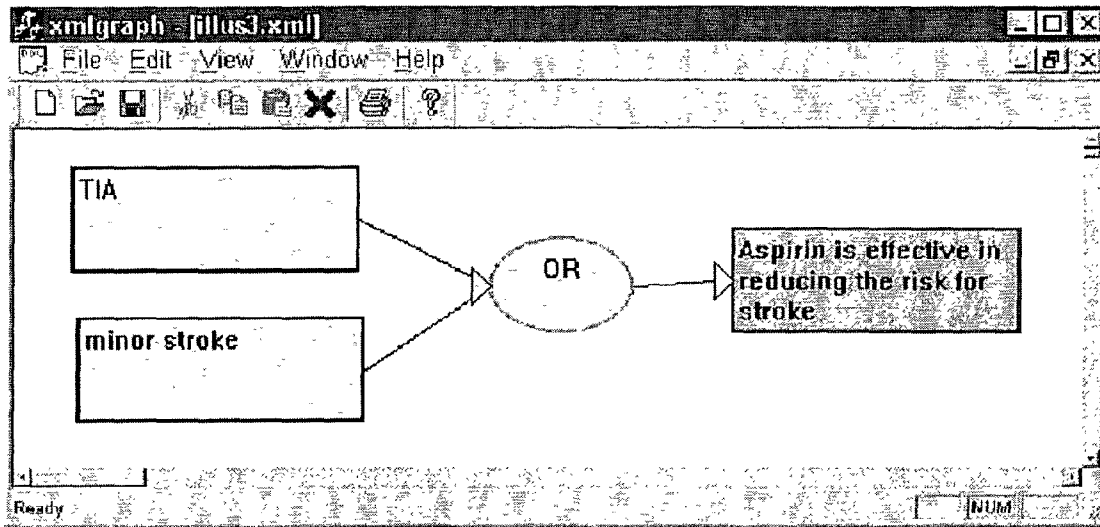 xmlgraph - [illus3.xml]
File Edit View Window Help
TIA
minor stroke
OR
Aspirin is effective in
reducing the risk for
stroke
Ready
NUM